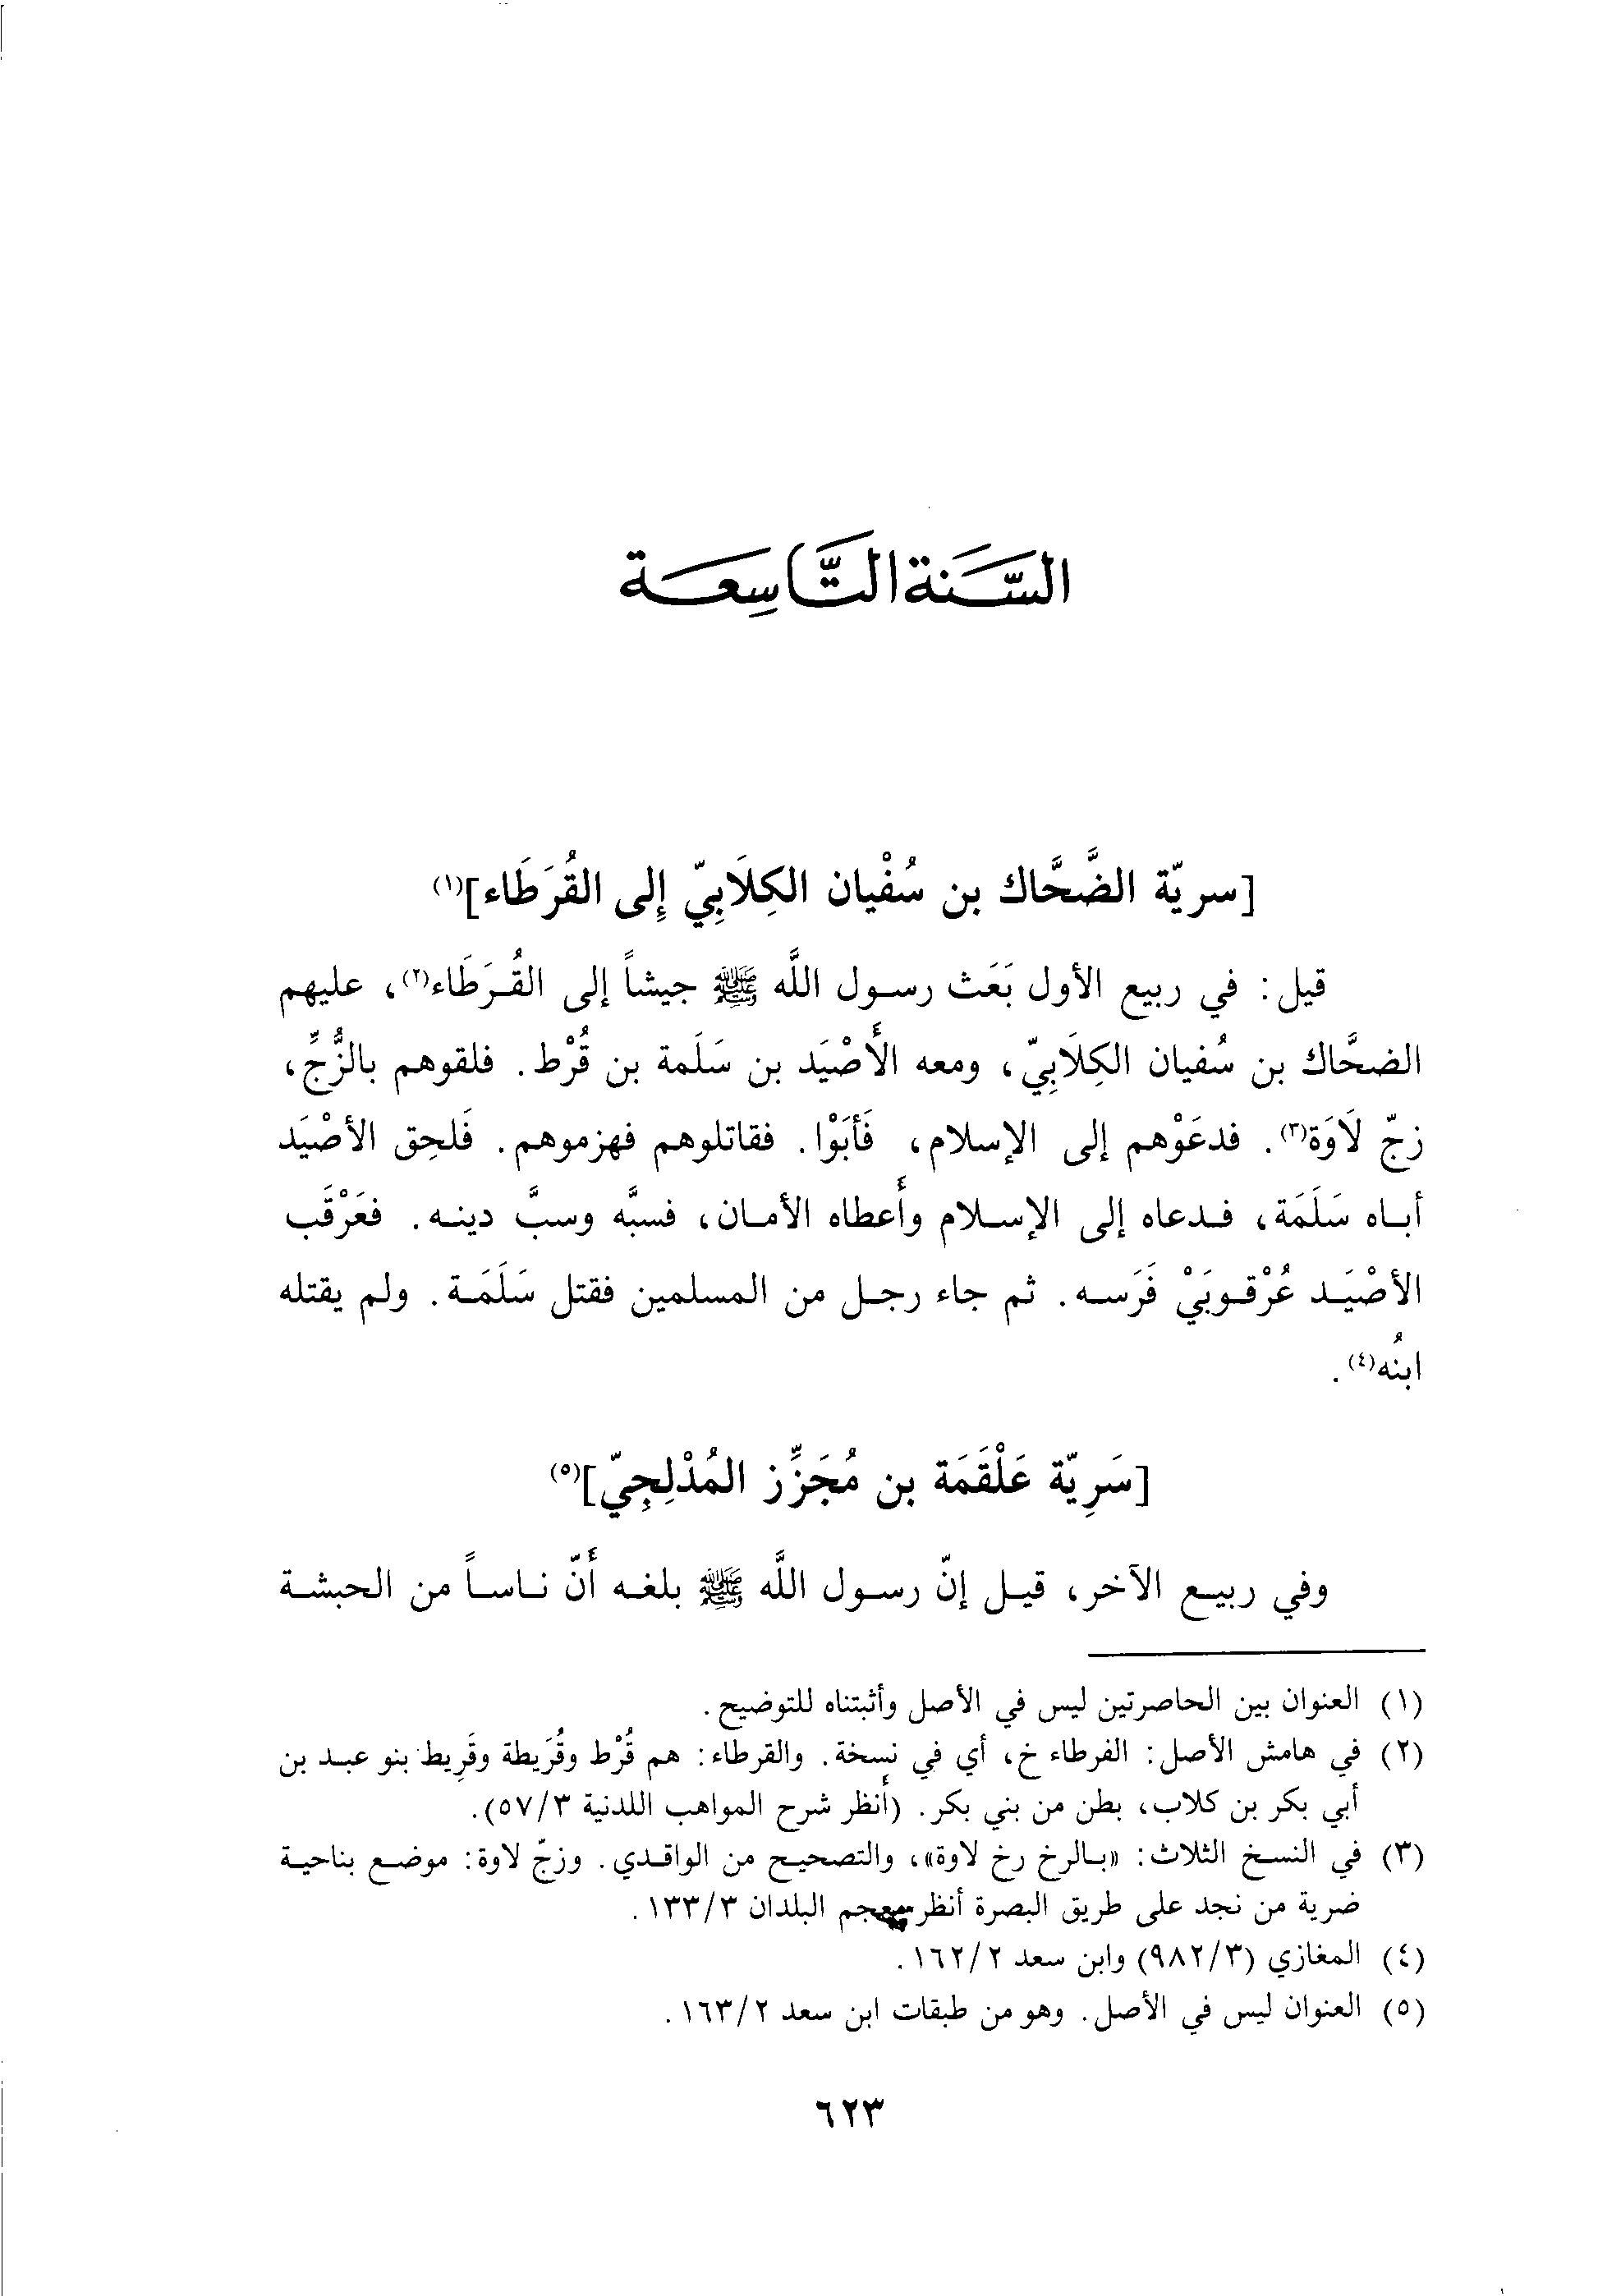 السَّنَة التَّاسِعَة
[سريّة الضَّحَّاك بن سُفْيان الكِلَابِيّ إِلى القُرَطَاء]⁽¹⁾
قيل: في ربيع الأول بَعَث رسول اللَّه ﷺ جيشاً إلى القُرَطَاء⁽٢⁾، عليهم
الضحَّاك بن سُفيان الكِلَابِيّ، ومعه الأَصْيَد بن سَلَمة بن قُرْط. فلقوهم بالزُّجِّ،
زجّ لَاوَة⁽٣⁾. فدعَوْهم إلى الإسلام، فَأبَوْا. فقاتلوهم فهزموهم. فَلحِق الأصْيَد
أباه سَلَمَة، فدعاه إلى الإسلام وأَعطاه الأمان، فسبَّه وسبَّ دينه. فعَرْقَب
الأصْيَد عُرْقوبَيْ فَرَسه. ثم جاء رجل من المسلمين فقتل سَلَمَة. ولم يقتله
ابنُه⁽٤⁾.
[سَرِيّة عَلْقَمَة بن مُجَزِّز المُدْلِجِيّ]⁽٥⁾
وفي ربيع الآخر، قيل إنّ رسول اللَّه ﷺ بلغه أَنّ ناساً من الحبشة
(١) العنوان بين الحاصرتين ليس في الأصل وأثبتناه للتوضيح.
(٢) في هامش الأصل: الفرطاء خ، أي في نسخة. والقرطاء: هم قُرْط وقُرَيطة وقَرِيط بنو عبد بن
أبي بكر بن كلاب، بطن من بني بكر. (أنظر شرح المواهب اللدنية ٥٧/٣).
(٣) في النسخ الثلاث: «بالرخ رخ لاوة»، والتصحيح من الواقدي. وزجّ لاوة: موضع بناحية
ضرية من نجد على طريق البصرة أنظر معجم البلدان ١٣٣/٣.
(٤) المغازي (٩٨٢/٣) وابن سعد ١٦٢/٢.
(٥) العنوان ليس في الأصل. وهو من طبقات ابن سعد ١٦٣/٢.
٦٢٣